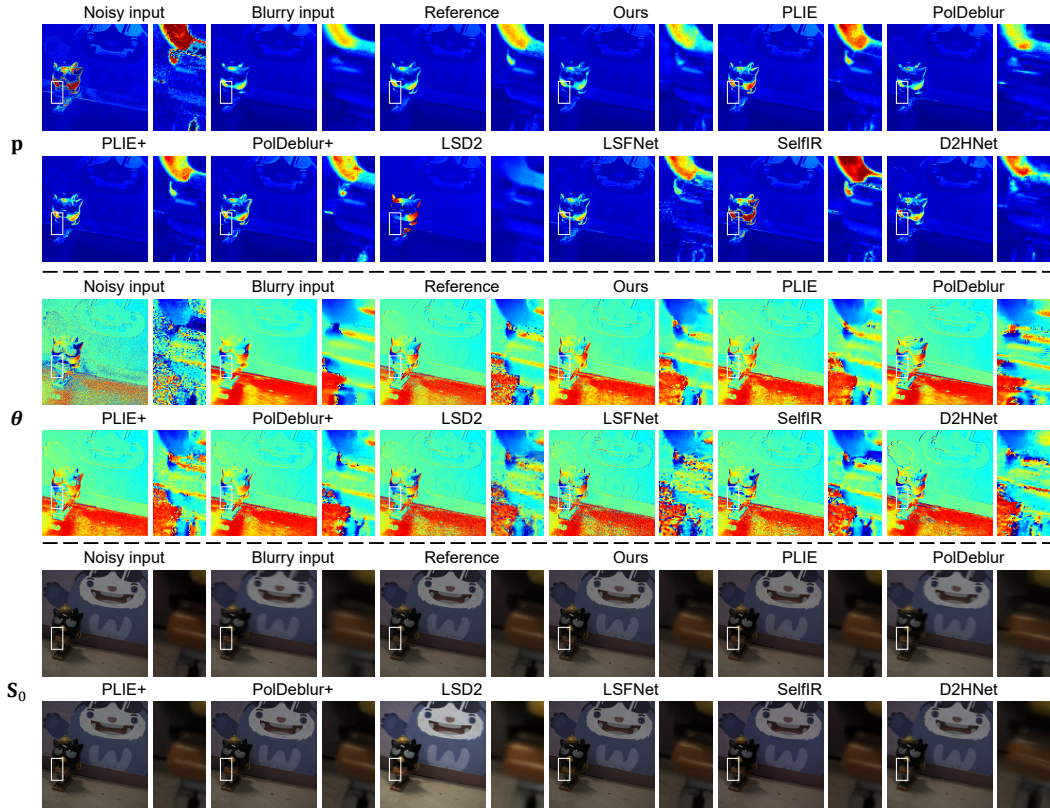 Noisy input Blurry input Reference Ours PLIE PolDeblur
p
PLIE+ PolDeblur+ LSD2 LSFNet SelfIR D2HNet
Noisy input Blurry input Reference Ours PLIE PolDeblur
θ
PLIE+ PolDeblur+ LSD2 LSFNet SelfIR D2HNet
Noisy input Blurry input Reference Ours PLIE PolDeblur
S₀
PLIE+ PolDeblur+ LSD2 LSFNet SelfIR D2HNet